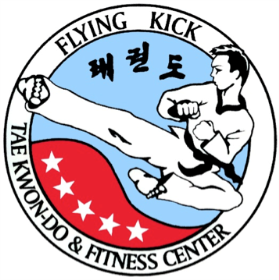 FLYING KICK
태권도
TAE KWON-DO & FITNESS CENTER